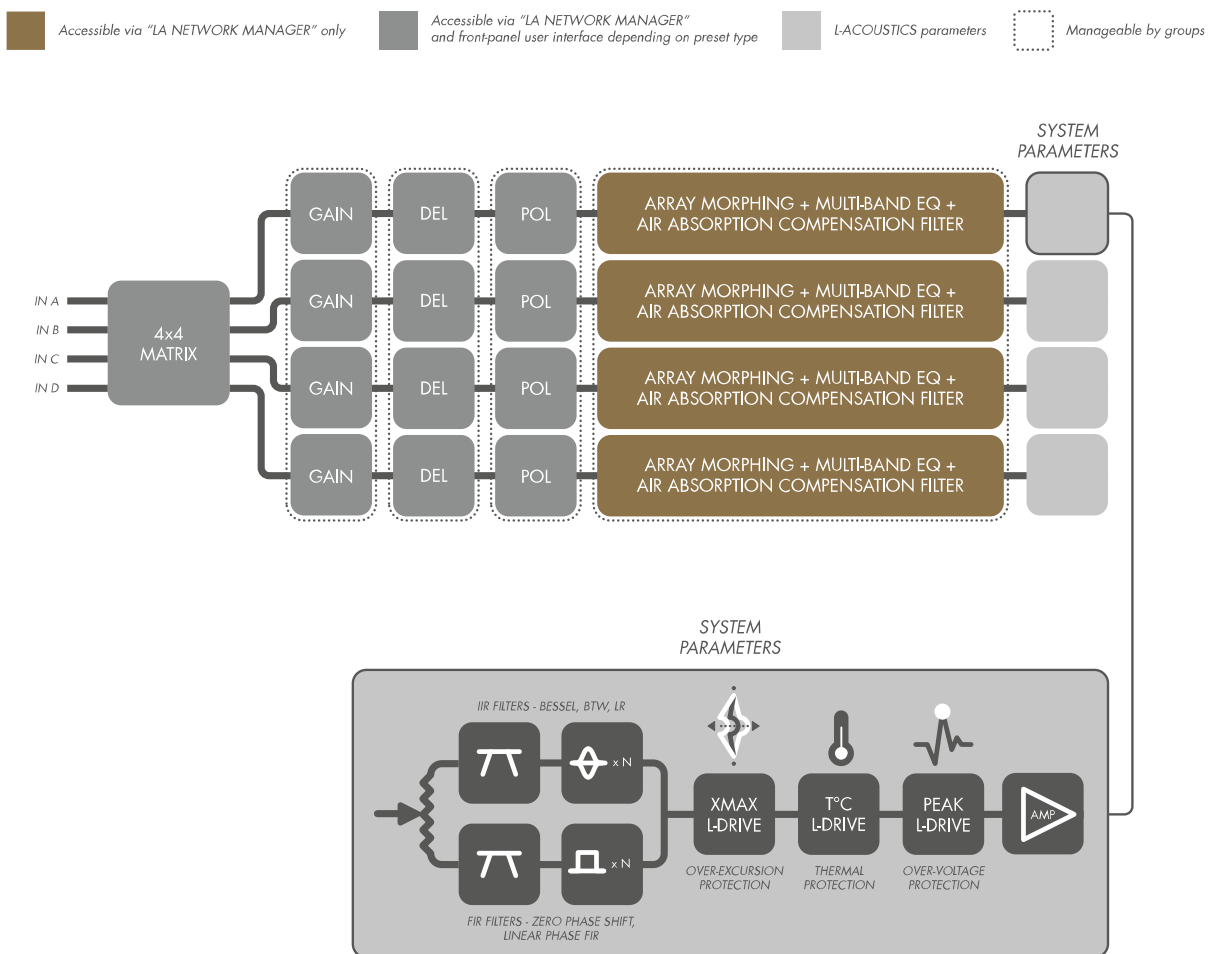 Accessible via “LA NETWORK MANAGER” only
Accessible via “LA NETWORK MANAGER”
and front-panel user interface depending on preset type
L-ACOUSTICS parameters
Manageable by groups
SYSTEM
PARAMETERS
GAIN
DEL
POL
ARRAY MORPHING + MULTI-BAND EQ +
AIR ABSORPTION COMPENSATION FILTER
IN A
IN B
IN C
IN D
4x4
MATRIX
GAIN
DEL
POL
ARRAY MORPHING + MULTI-BAND EQ +
AIR ABSORPTION COMPENSATION FILTER
GAIN
DEL
POL
ARRAY MORPHING + MULTI-BAND EQ +
AIR ABSORPTION COMPENSATION FILTER
GAIN
DEL
POL
ARRAY MORPHING + MULTI-BAND EQ +
AIR ABSORPTION COMPENSATION FILTER
SYSTEM
PARAMETERS
IIR FILTERS - BESSEL, BTW, LR
x N
x N
FIR FILTERS - ZERO PHASE SHIFT,
LINEAR PHASE FIR
XMAX
L-DRIVE
OVER-EXCURSION
PROTECTION
T°C
L-DRIVE
THERMAL
PROTECTION
PEAK
L-DRIVE
OVER-VOLTAGE
PROTECTION
AMP